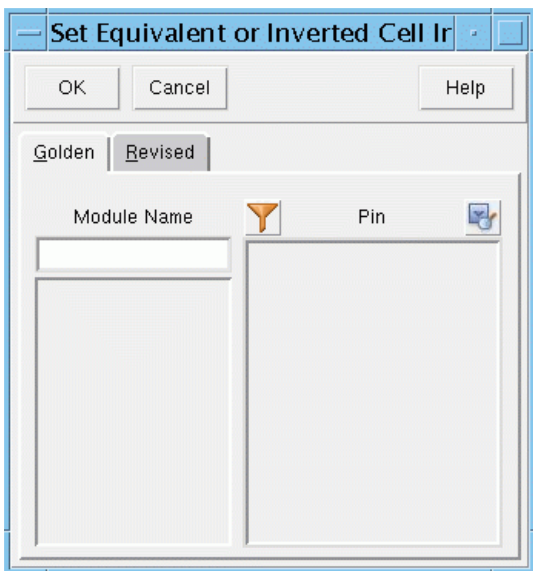 Set Equivalent or Inverted Cell Ir
OK Cancel Help
Golden Revised
Module Name Pin